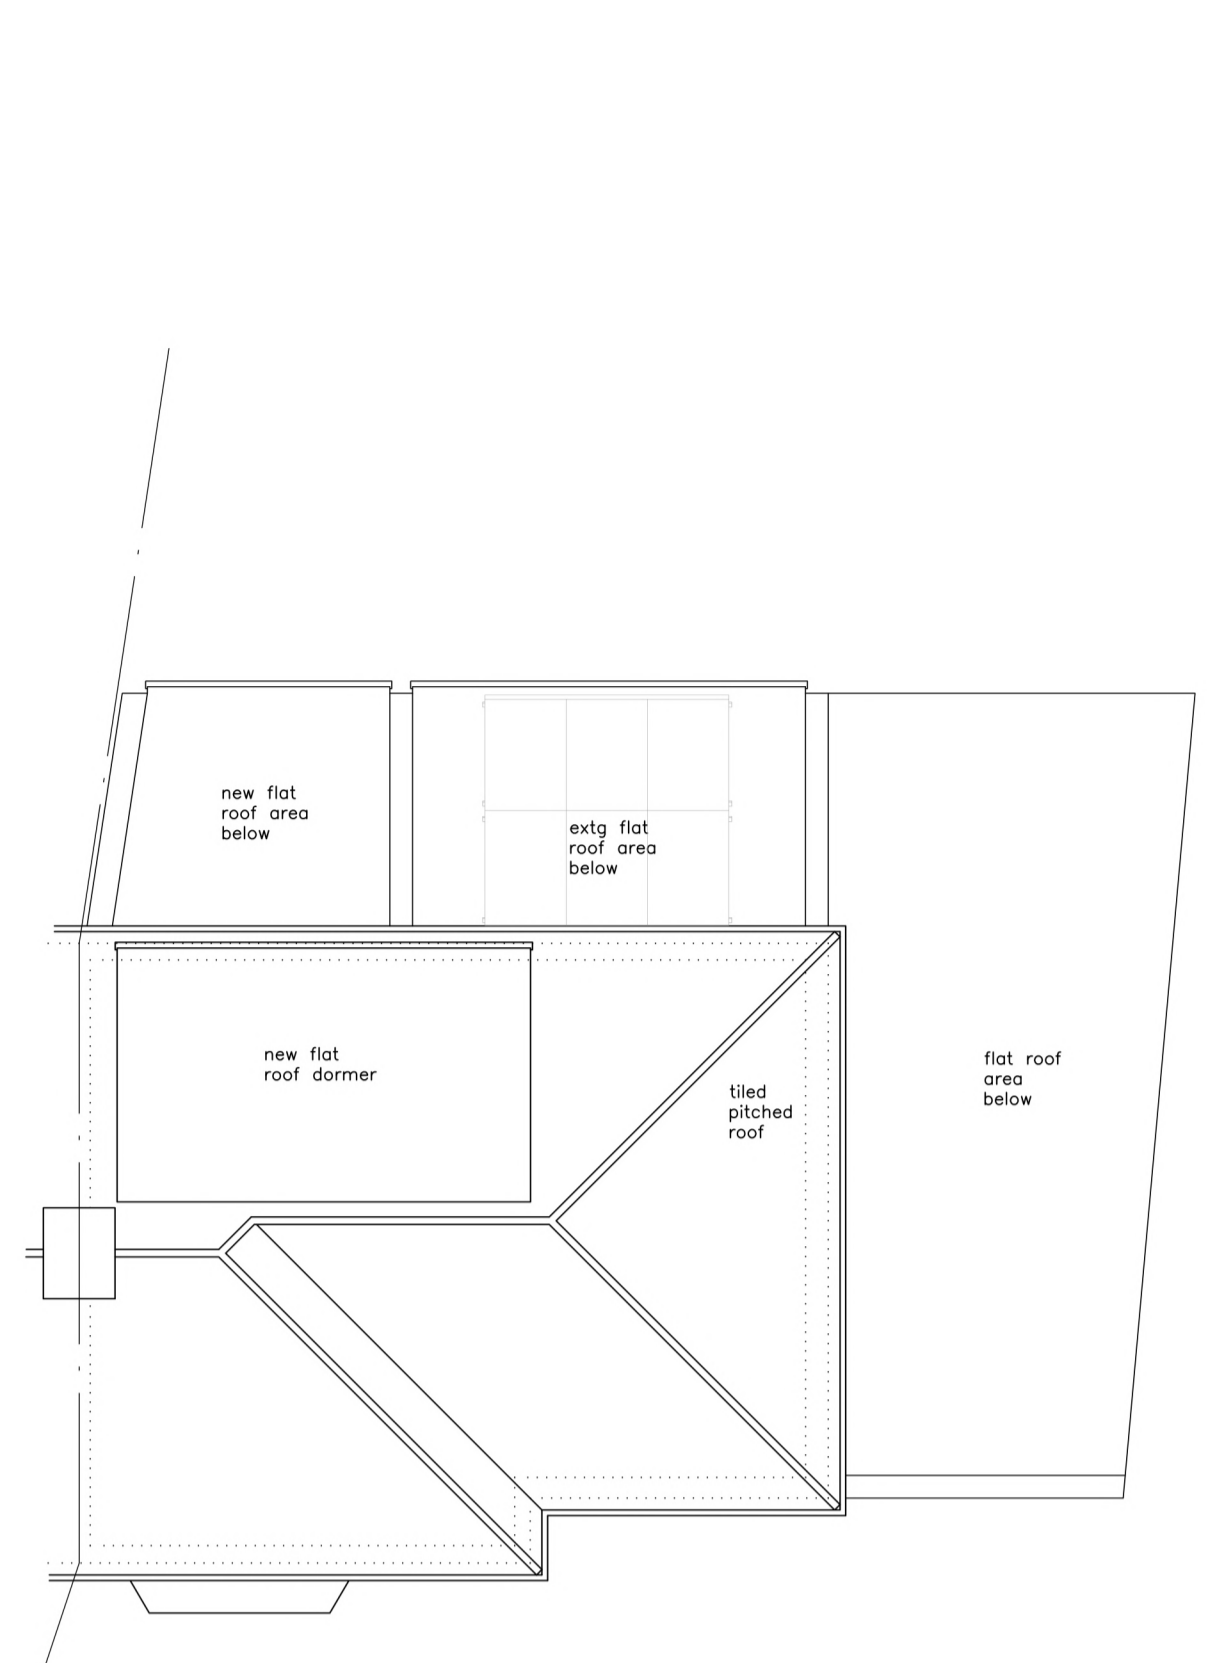 new flat
roof area
below
extg flat
roof area
below
new flat
roof dormer
tiled
pitched
roof
flat roof
area
below